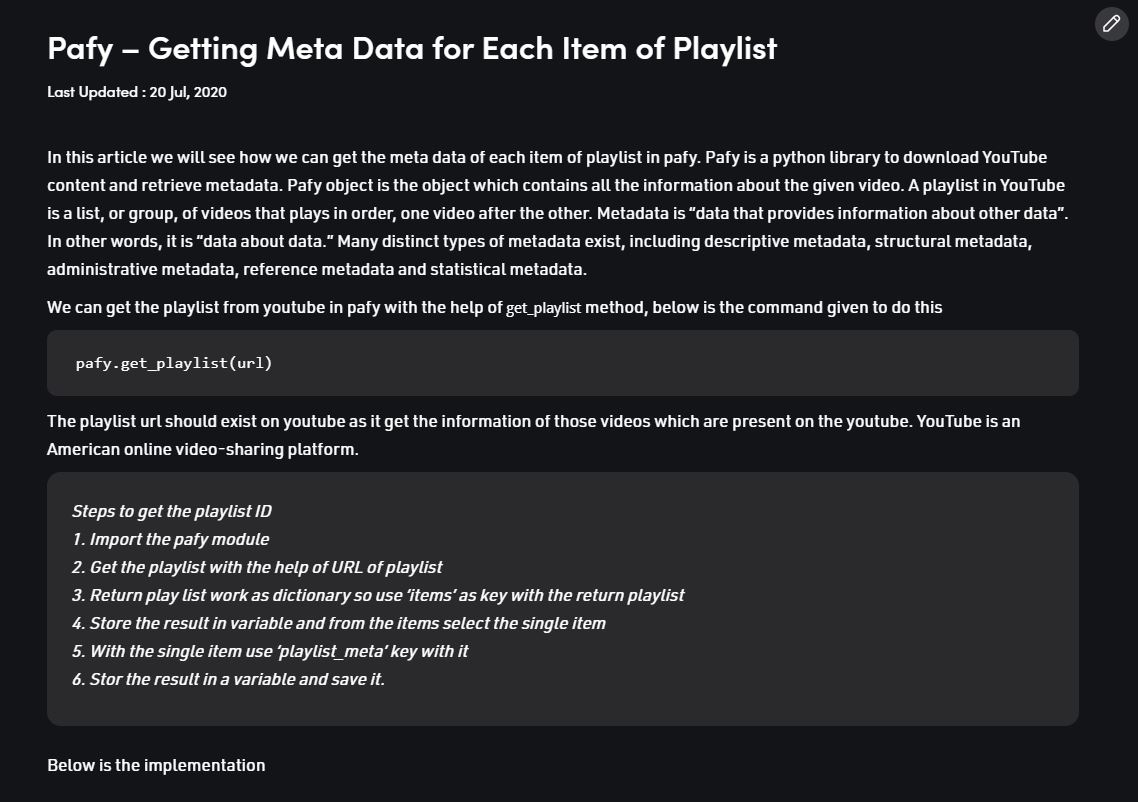 Pafy – Getting Meta Data for Each Item of Playlist
Last Updated : 20 Jul, 2020
In this article we will see how we can get the meta data of each item of playlist in pafy. Pafy is a python library to download YouTube
content and retrieve metadata. Pafy object is the object which contains all the information about the given video. A playlist in YouTube
is a list, or group, of videos that plays in order, one video after the other. Metadata is “data that provides information about other data”.
In other words, it is “data about data.” Many distinct types of metadata exist, including descriptive metadata, structural metadata,
administrative metadata, reference metadata and statistical metadata.
We can get the playlist from youtube in pafy with the help of get_playlist method, below is the command given to do this
pafy.get_playlist(url)
The playlist url should exist on youtube as it get the information of those videos which are present on the youtube. YouTube is an
American online video-sharing platform.
Steps to get the playlist ID
1. Import the pafy module
2. Get the playlist with the help of URL of playlist
3. Return play list work as dictionary so use ‘items’ as key with the return playlist
4. Store the result in variable and from the items select the single item
5. With the single item use ‘playlist_meta’ key with it
6. Stor the result in a variable and save it.
Below is the implementation